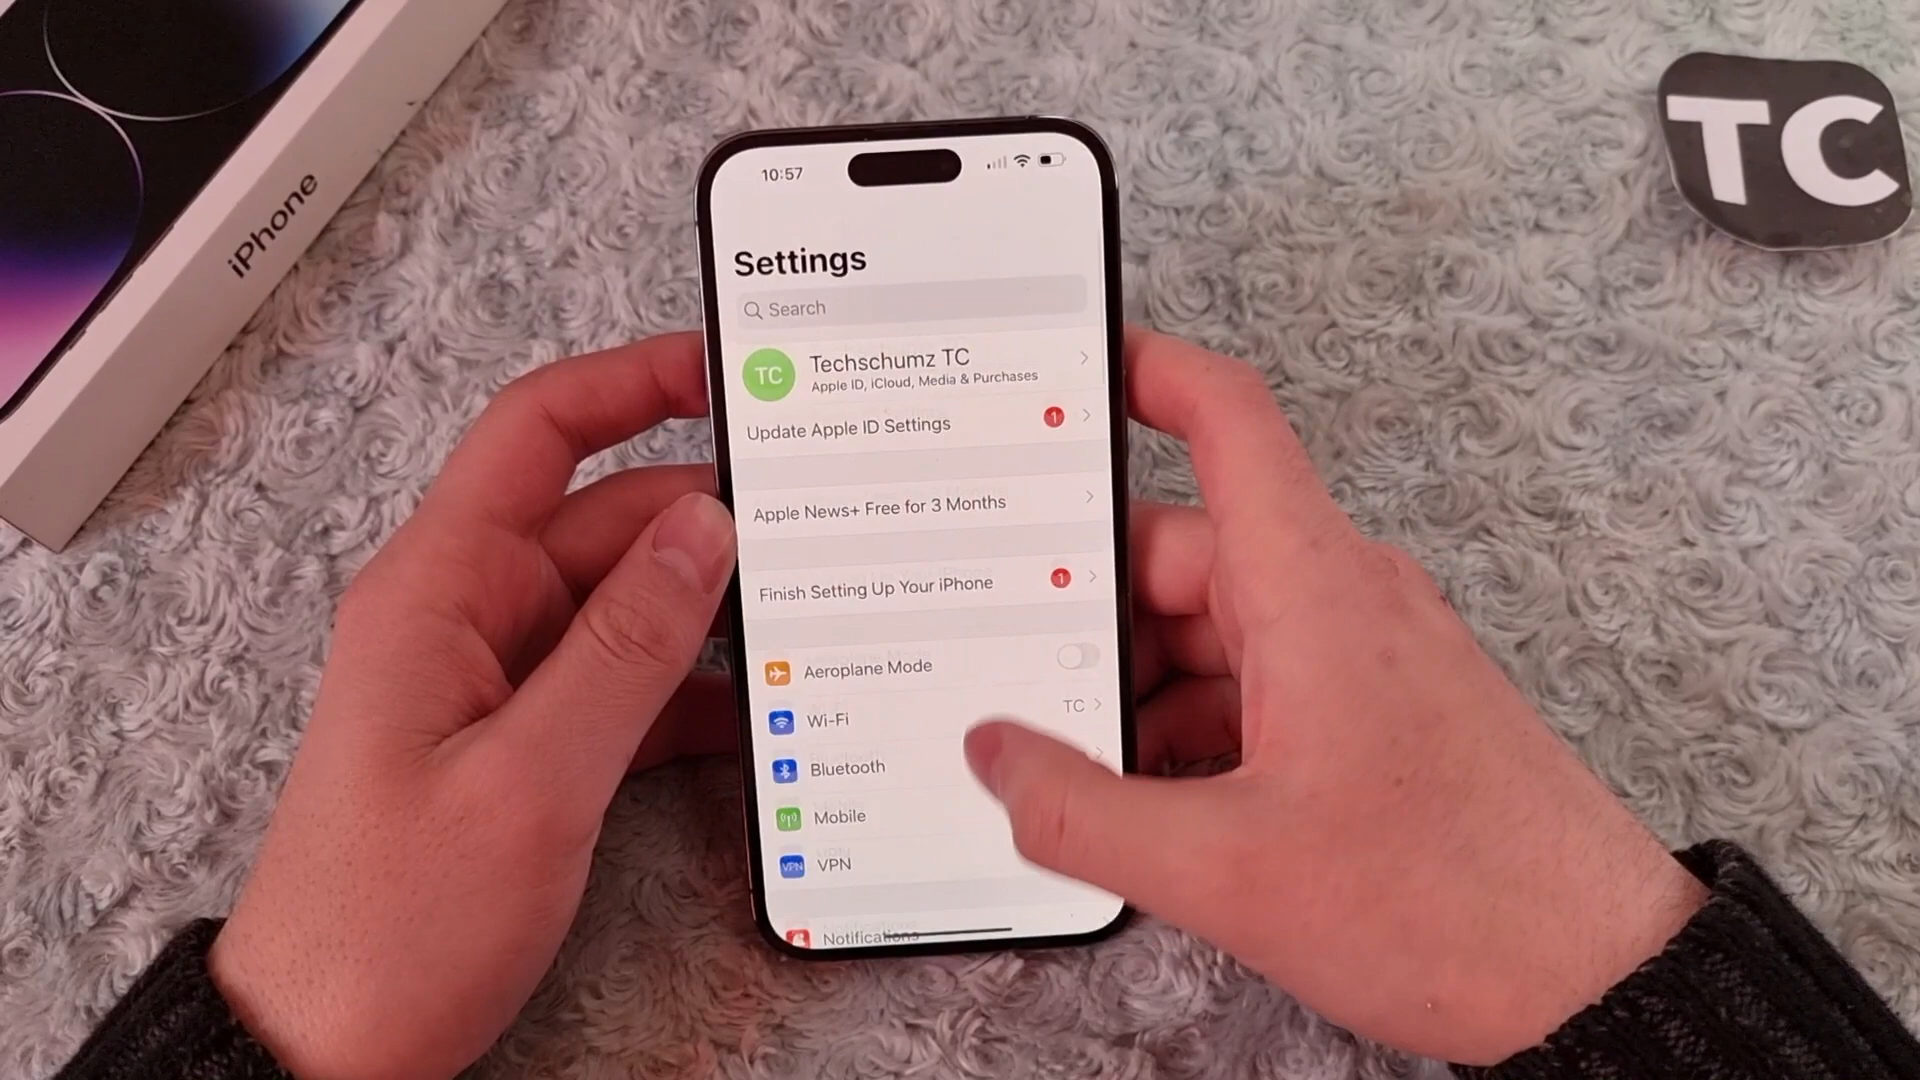 iPhone
TC
10:57
Settings
Search
TC
Techschumz TC
Apple ID, iCloud, Media & Purchases
Update Apple ID Settings 1
Apple News+ Free for 3 Months
Finish Setting Up Your iPhone 1
Aeroplane Mode
Wi-Fi TC
Bluetooth
Mobile
VPN VPN
Notifications